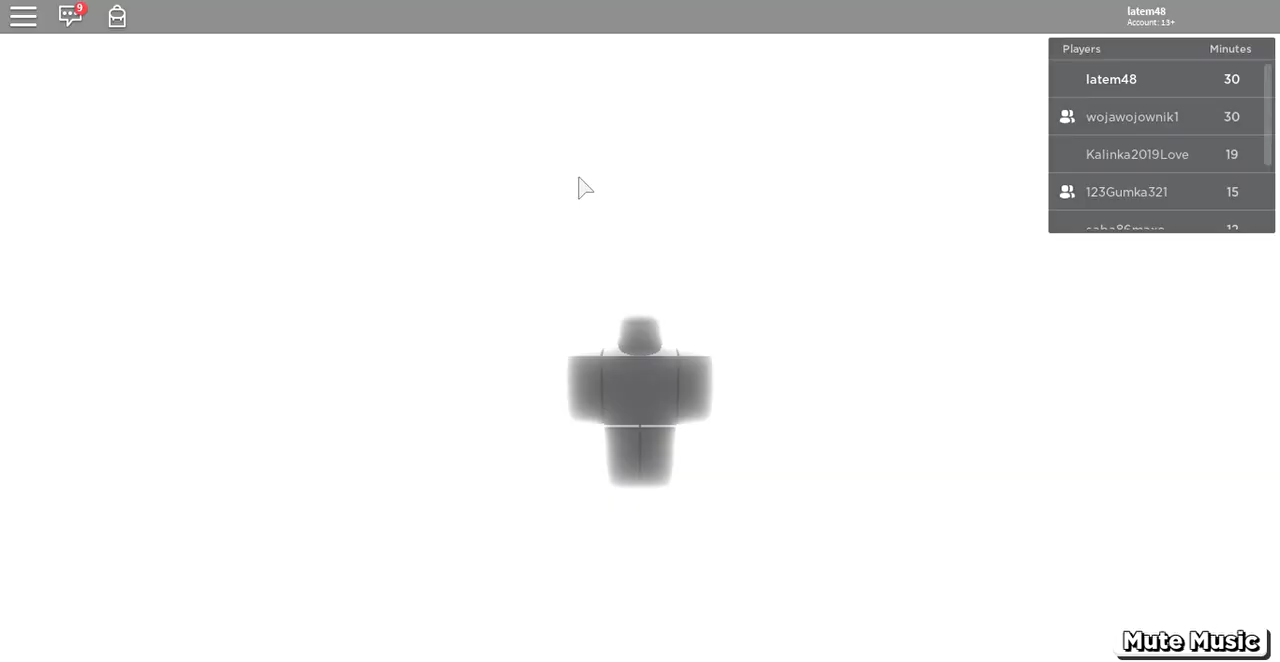 9
latem48
Account: 13+
Players Minutes
latem48 30
wojawojownik1 30
Kalinka2019Love 19
123Gumka321 15
Mute Music